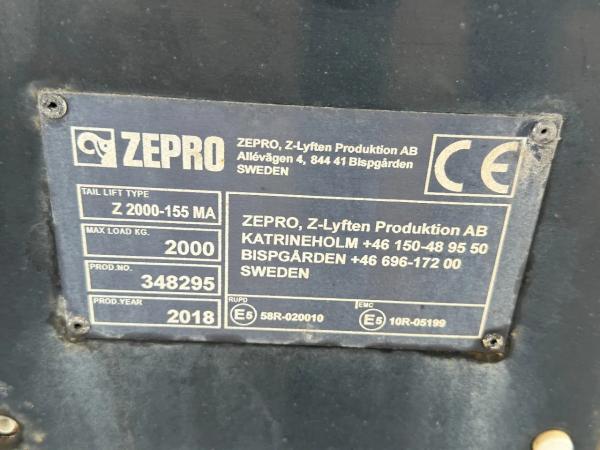 ZEPRO
ZEPRO, Z-Lyften Produktion AB
Allévägen 4, 844 41 Bispgården
SWEDEN
CE
TAIL LIFT TYPE
Z 2000-155 MA
MAX LOAD KG.
2000
PROD.NO.
348295
PROD.YEAR
2018
ZEPRO, Z-Lyften Produktion AB
KATRINEHOLM +46 150-48 95 50
BISPGÅRDEN +46 696-172 00
SWEDEN
RUPD
E5 58R-020010
EMC
E5 10R-05199